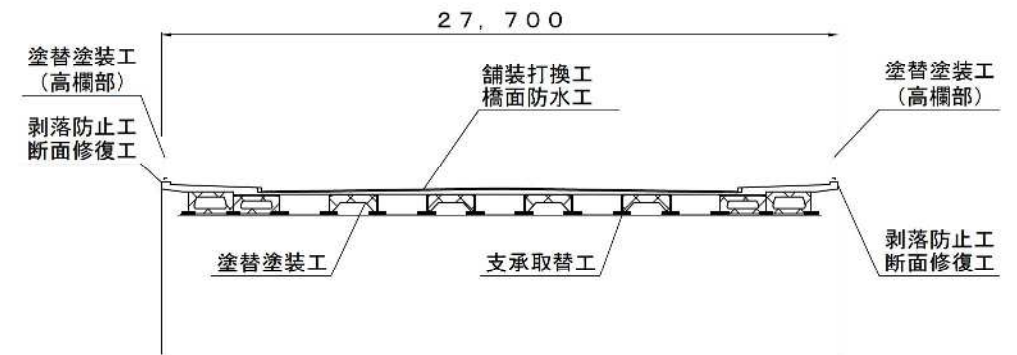 27,700
塗替塗装工
(高欄部)
舗装打換工
橋面防水工
塗替塗装工
(高欄部)
剥落防止工
断面修復工
塗替塗装工
支承取替工
剥落防止工
断面修復工